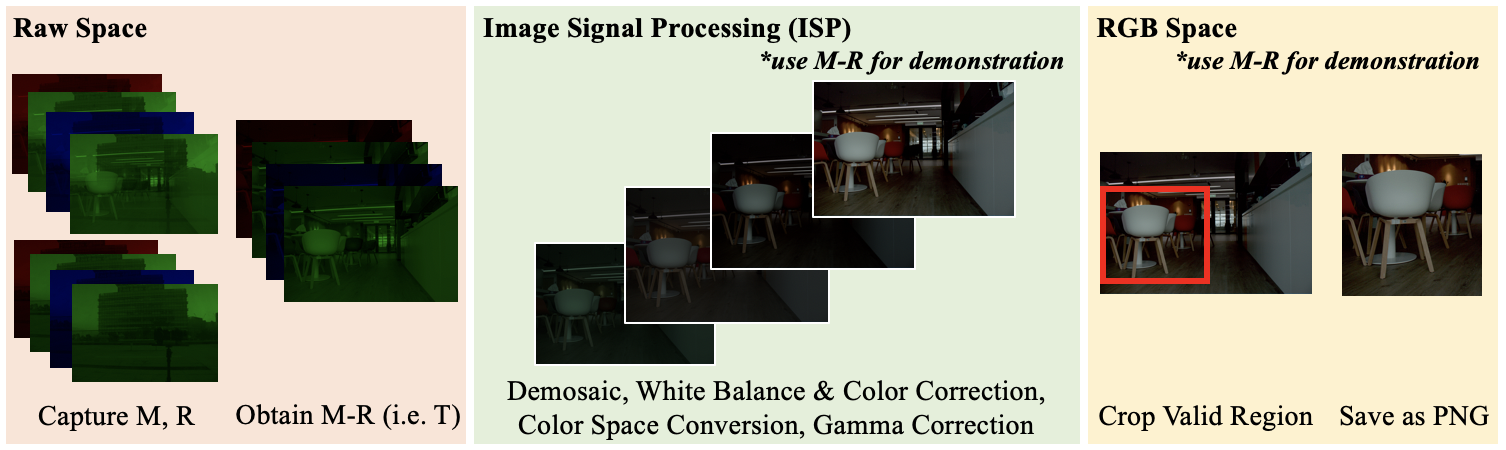 Raw Space
Capture M, R
Obtain M-R (i.e. T)
Image Signal Processing (ISP)
*use M-R for demonstration
Demosaic, White Balance & Color Correction,
Color Space Conversion, Gamma Correction
RGB Space
*use M-R for demonstration
Crop Valid Region
Save as PNG